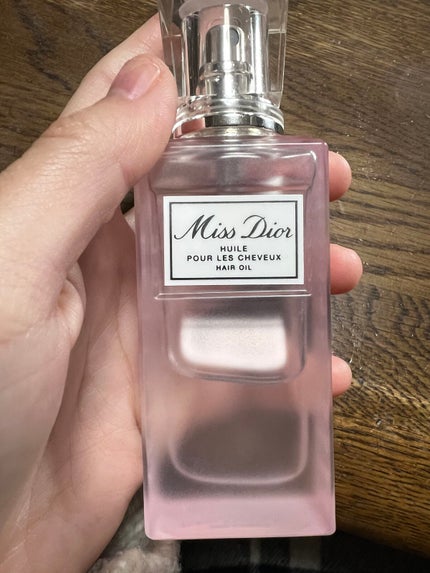 Miss Dior
HUILE
POUR LES CHEVEUX
HAIR OIL